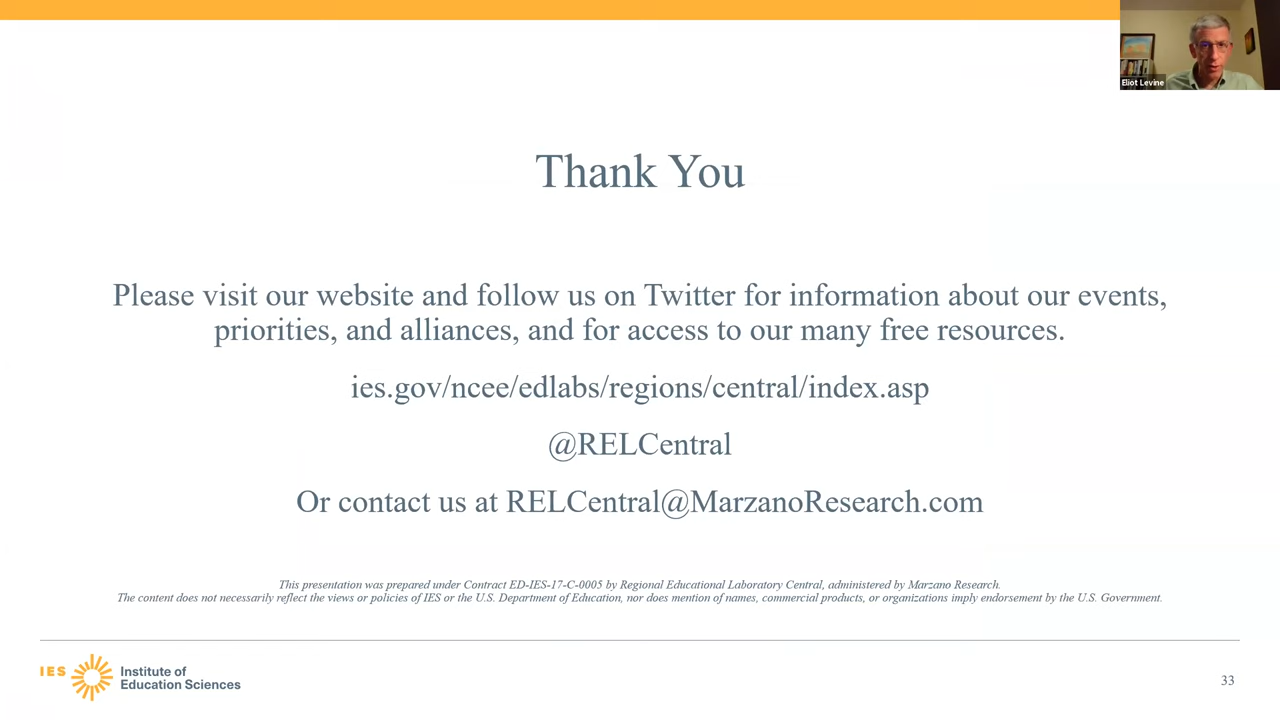 Eliot Levine
Thank You
Please visit our website and follow us on Twitter for information about our events,
priorities, and alliances, and for access to our many free resources.
ies.gov/ncee/edlabs/regions/central/index.asp
@RELCentral
Or contact us at RELCentral@MarzanoResearch.com
This presentation was prepared under Contract ED-IES-17-C-0005 by Regional Educational Laboratory Central, administered by Marzano Research.
The content does not necessarily reflect the views or policies of IES or the U.S. Department of Education, nor does mention of names, commercial products, or organizations imply endorsement by the U.S. Government.
IES
Institute of
Education Sciences
33